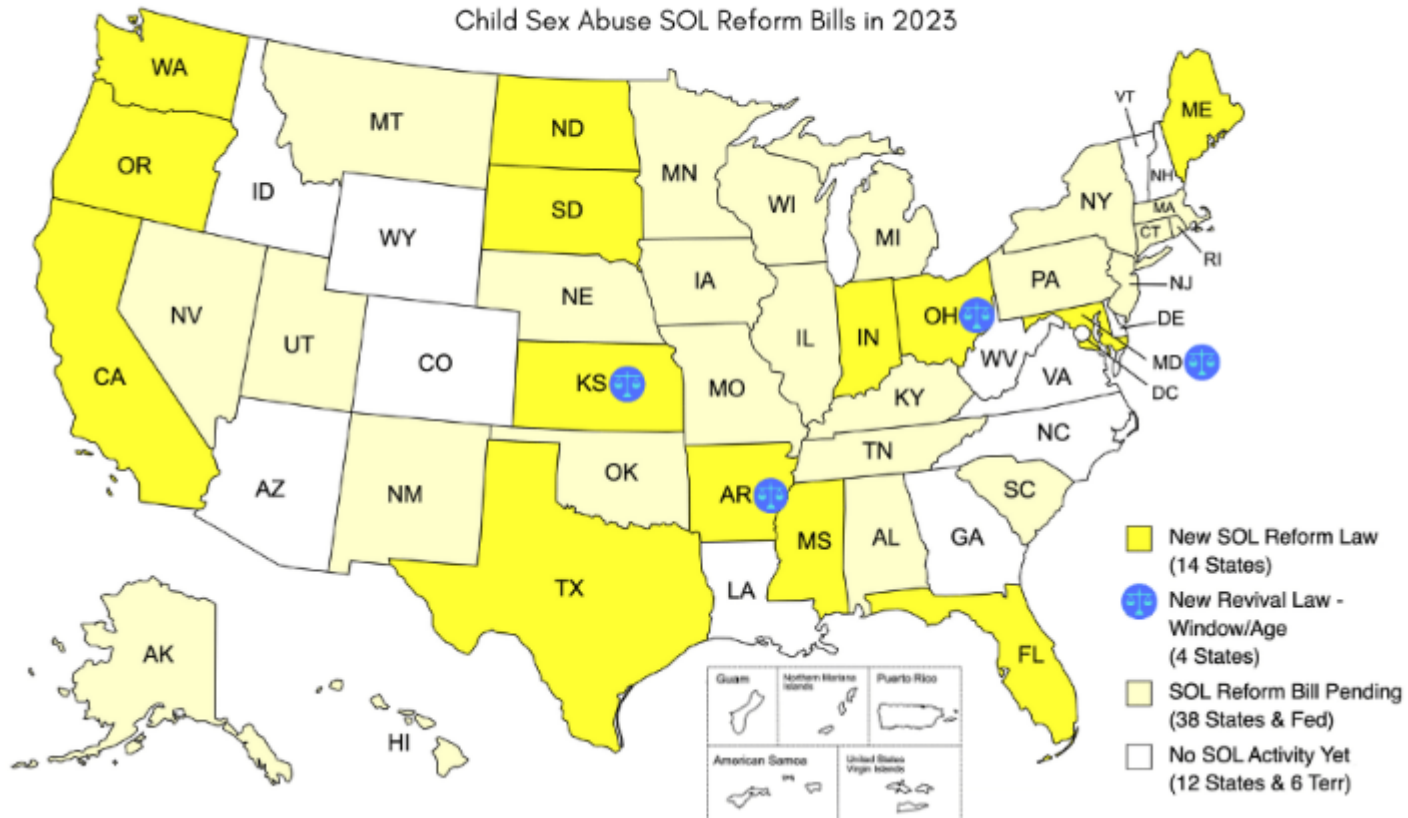 Child Sex Abuse SOL Reform Bills in 2023
WA
MT
ND
MN
VT
ME
OR
ID
SD
WI
MI
NY
NH
MA
CT
RI
WY
IA
NE
PA
NJ
NV
UT
CO
IL
IN
OH
DE
MD
DC
WV
VA
CA
KS
MO
KY
NC
TN
AZ
NM
OK
AR
SC
MS
AL
GA
TX
LA
FL
AK
HI
Guam
Northern Mariana
Islands
Puerto Rico
American Samoa
United States
Virgin Islands
New SOL Reform Law
(14 States)
New Revival Law -
Window/Age
(4 States)
SOL Reform Bill Pending
(38 States & Fed)
No SOL Activity Yet
(12 States & 6 Terr)